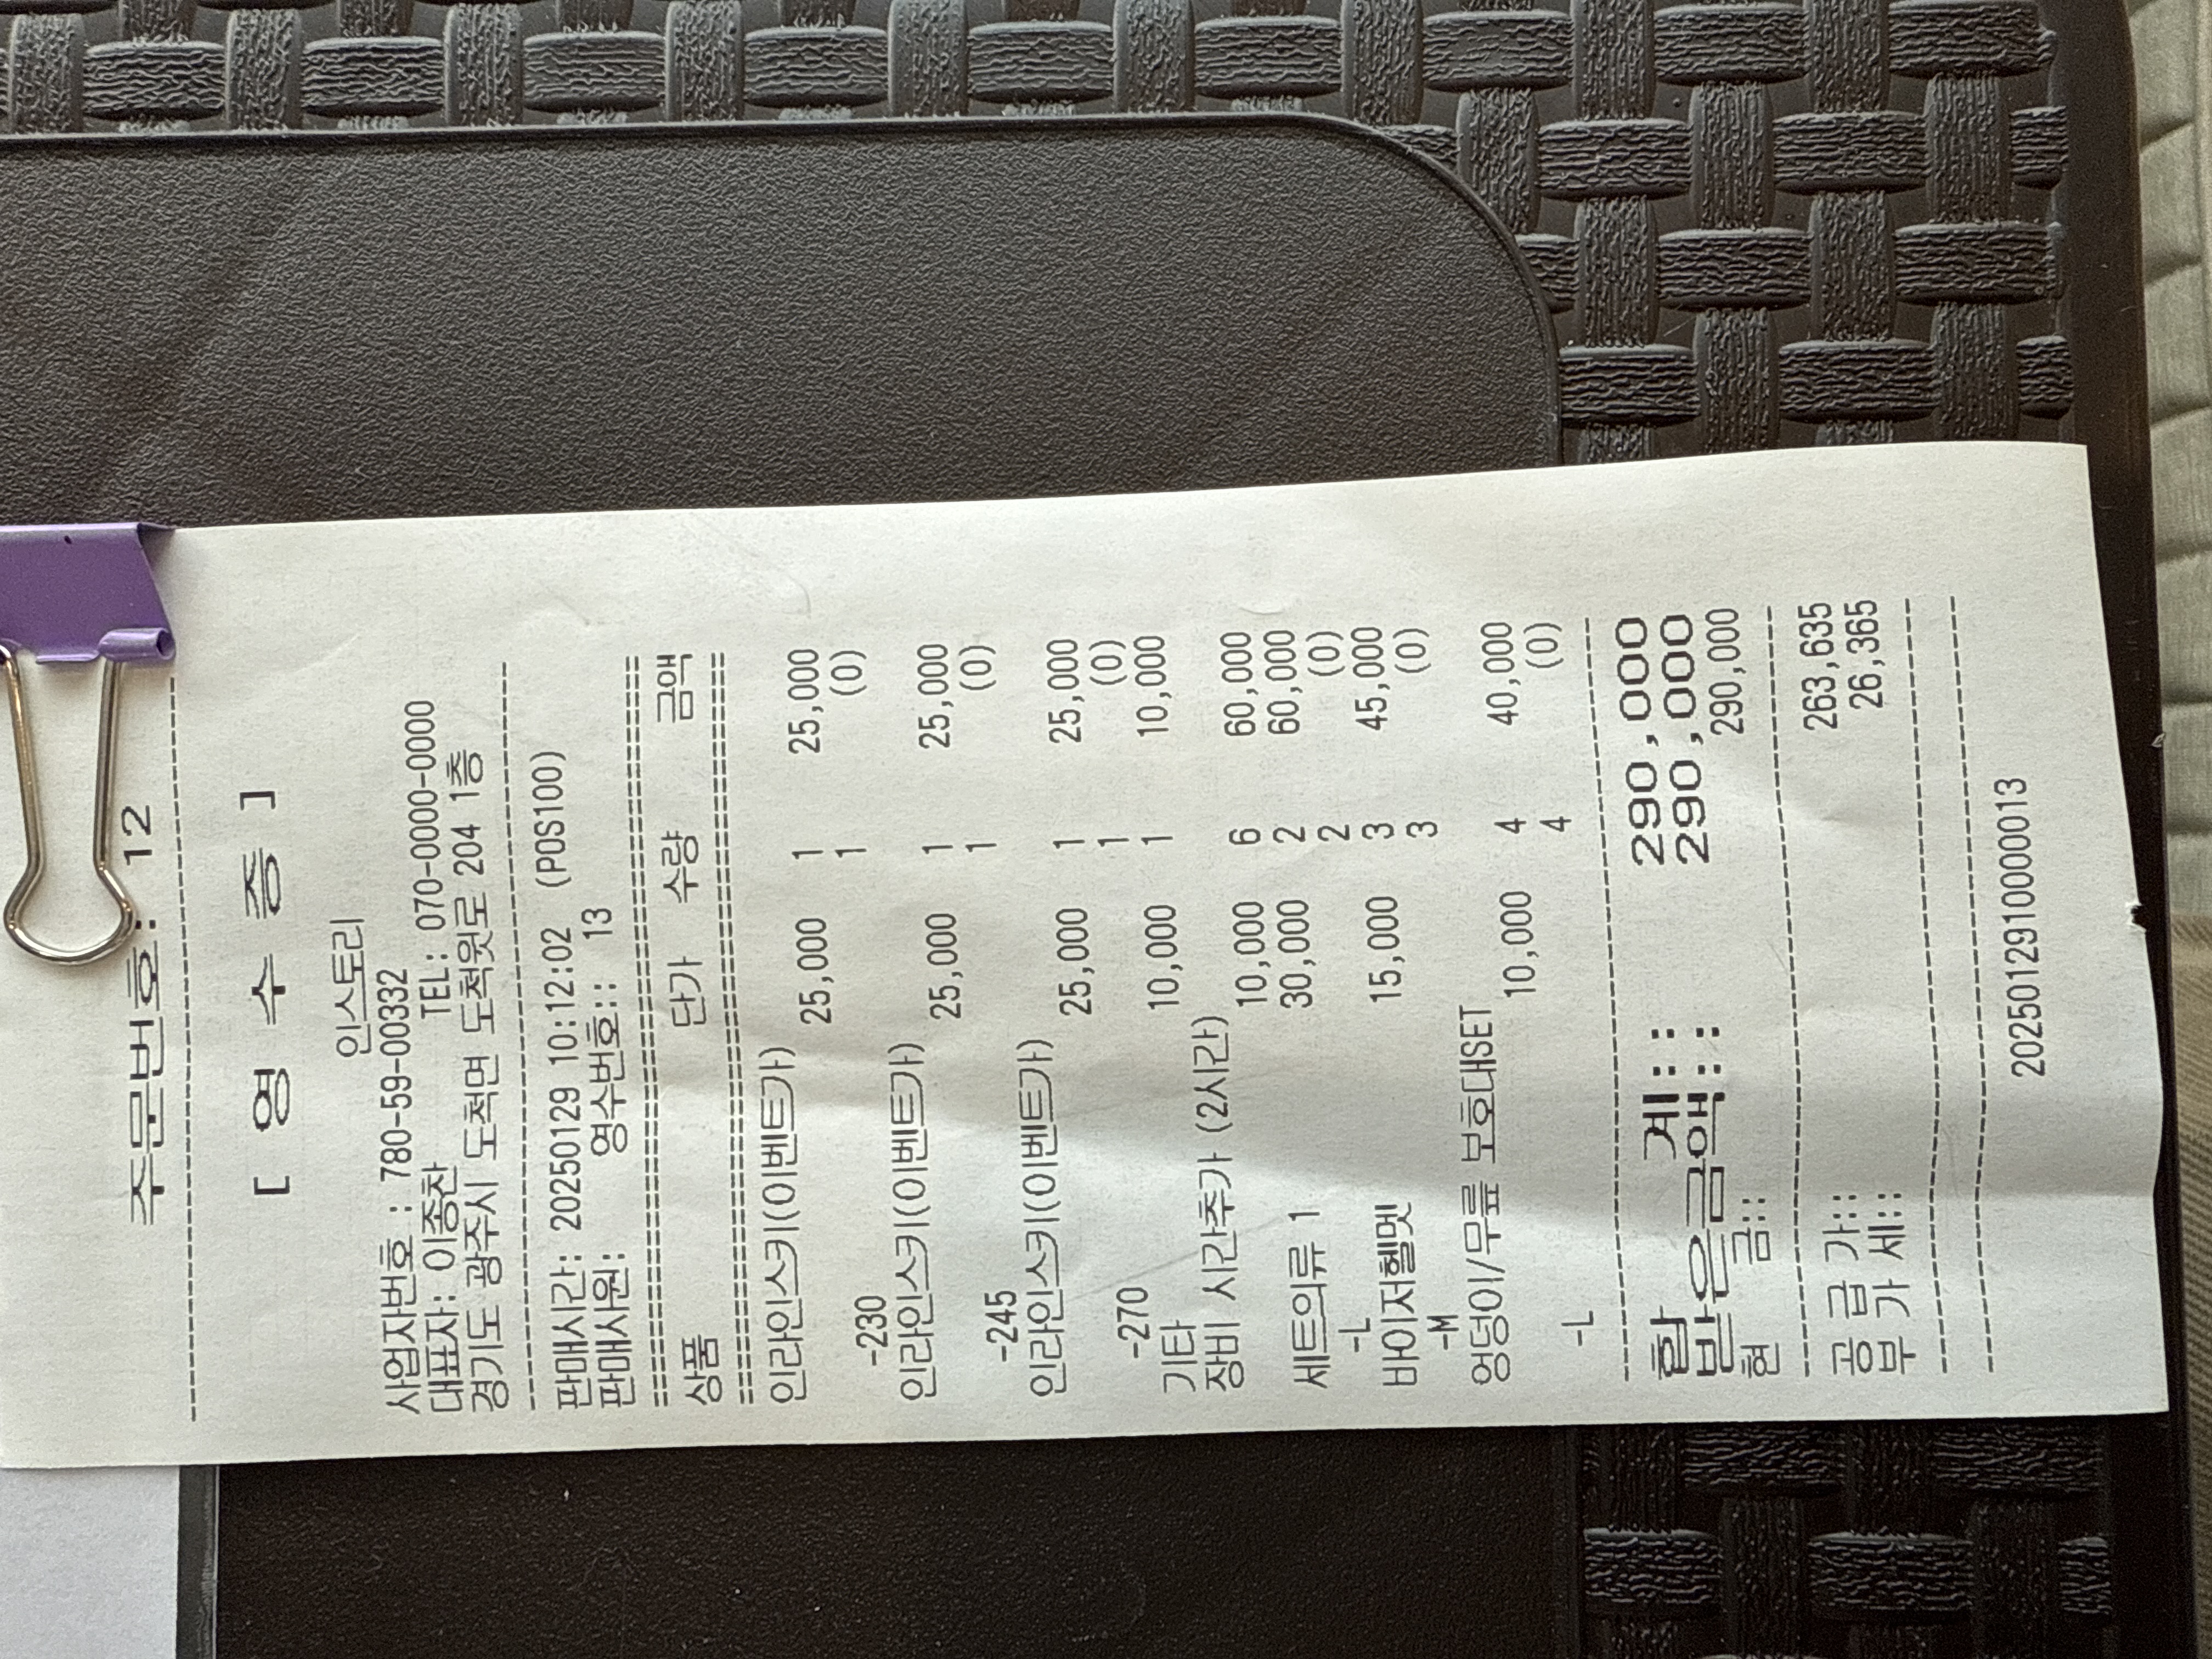 주문번호: 12
[ 영 수 증 ]
인스토리
사업자번호 : 780-59-00332
대표자: 이종찬 TEL: 070-0000-0000
경기도 광주시 도척면 도척윗로 204 1층
판매시간: 20250129 10:12:02 (POS100)
판매사원: 영수번호:: 13
상품 단가 수량 금액
인라인스키(이벤트가)
25,000 1 25,000
1 (0)
-230
인라인스키(이벤트가)
25,000 1 25,000
1 (0)
-245
인라인스키(이벤트가)
25,000 1 25,000
1 (0)
-270
기타 10,000 1 10,000
장비 시간추가 (2시간)
10,000 6 60,000
세트의류 1 30,000 2 60,000
-L 2 (0)
바이저헬멧 15,000 3 45,000
-M 3 (0)
엉덩이/무릎 보호대SET
10,000 4 40,000
4 (0)
-L
합 계:: 290,000
받은금액:: 290,000
현 금:: 290,000
공 급 가:: 263,635
부 가 세:: 26,365
2025012910000013